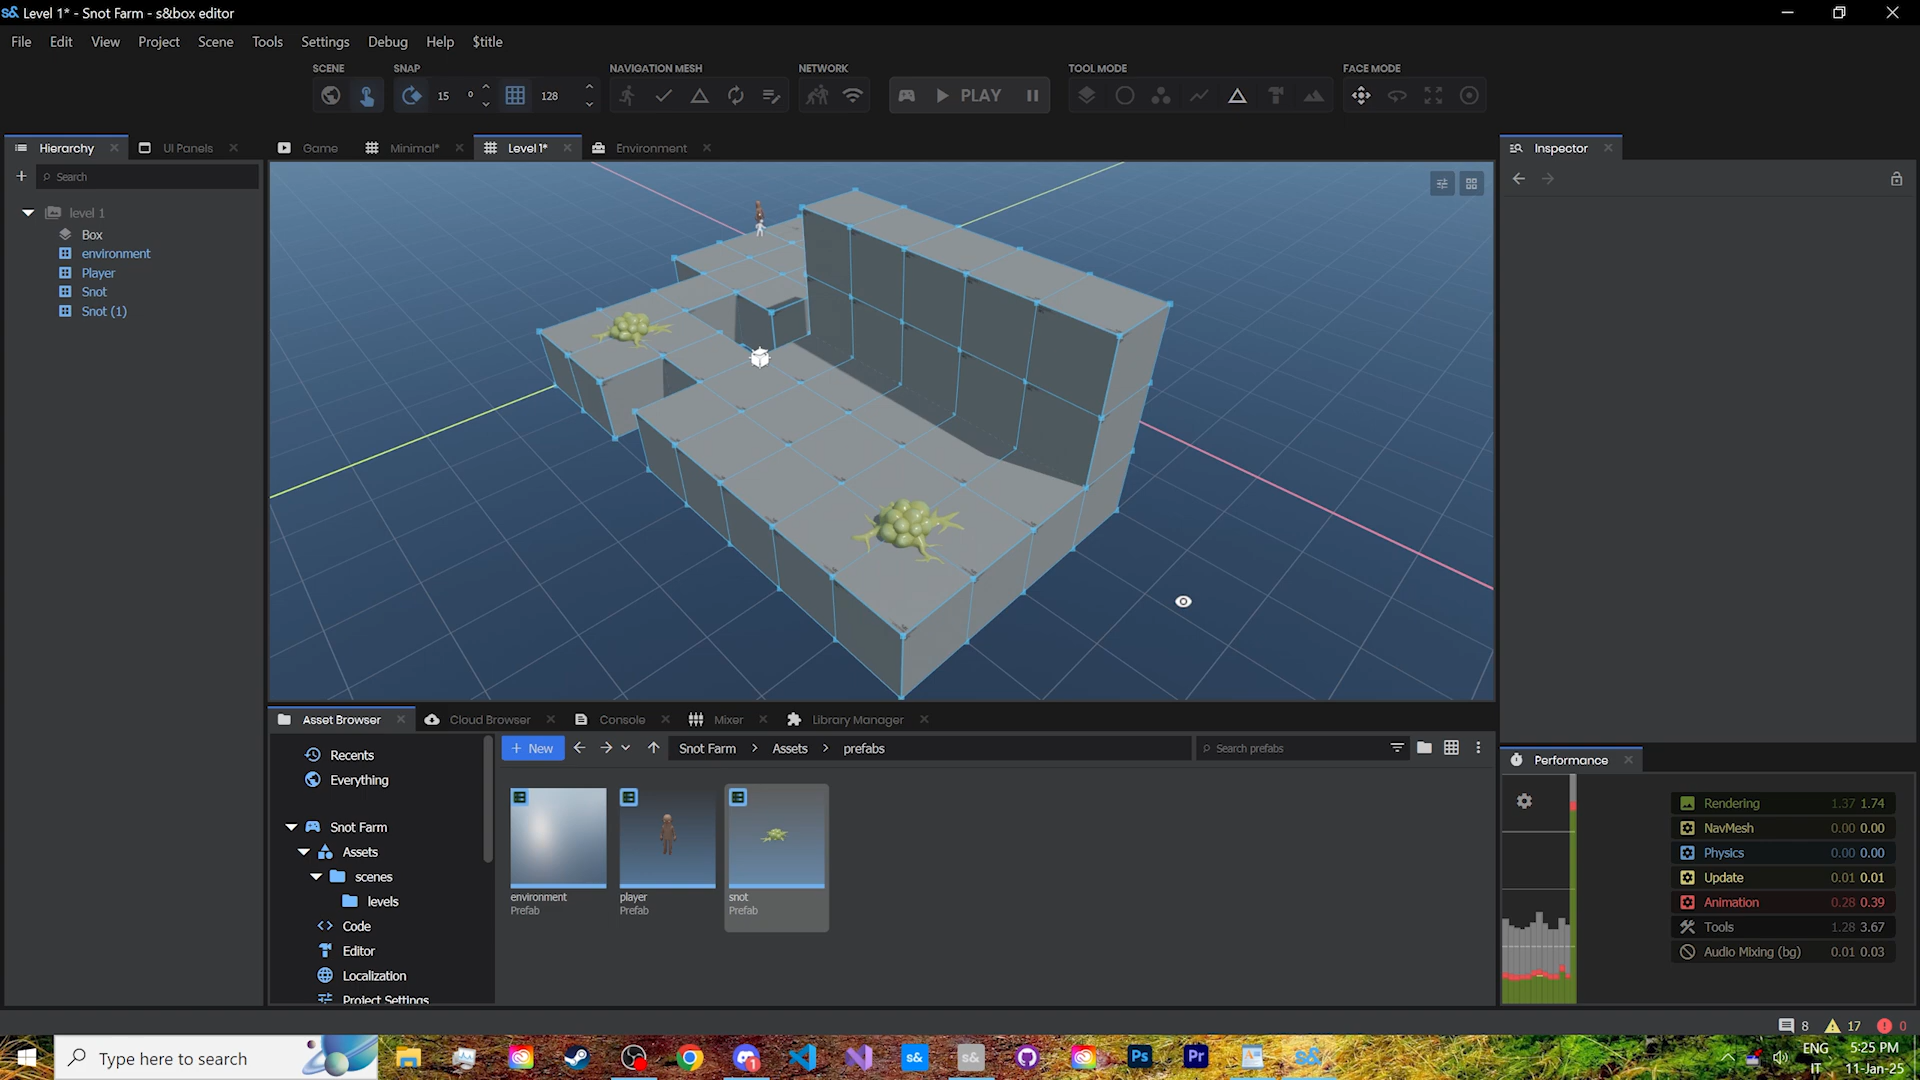 s& Level 1* - Snot Farm - s&box editor
File Edit View Project Scene Tools Settings Debug Help $title
SCENE SNAP NAVIGATION MESH NETWORK TOOL MODE FACE MODE
15 ° 128 PLAY
Hierarchy UI Panels Game Minimal* Level 1* Environment Inspector
Search
level 1
Box
environment
Player
Snot
Snot (1)
Asset Browser Cloud Browser Console Mixer Library Manager
Recents
Everything
Snot Farm
Assets
scenes
levels
Code
Editor
Localization
Project Settings
+ New Snot Farm Assets prefabs Search prefabs
environment
Prefab
player
Prefab
snot
Prefab
Performance
Rendering 1.37 1.74
NavMesh 0.00 0.00
Physics 0.00 0.00
Update 0.01 0.01
Animation 0.28 0.39
Tools 1.28 3.67
Audio Mixing (bg) 0.01 0.03
8 17 0
Type here to search
s& s& Ps Pr s&
1
ENG
IT
5:25 PM
11-Jan-25